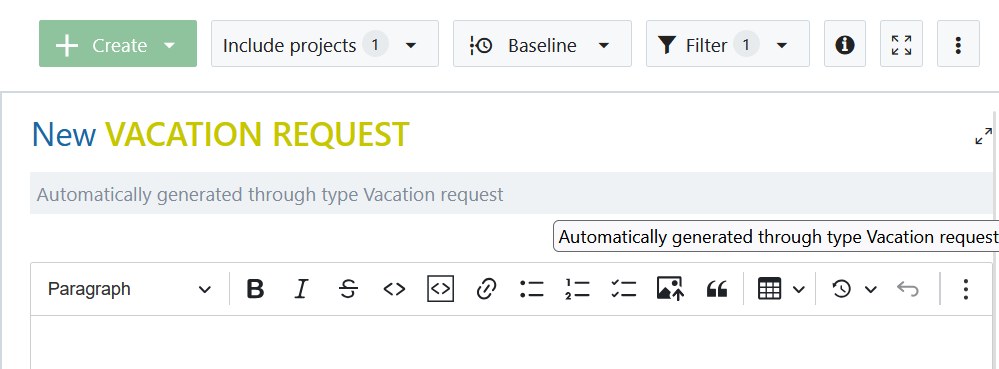 Create
Include projects 1
Baseline
Filter 1
New VACATION REQUEST
Automatically generated through type Vacation request
Automatically generated through type Vacation request
Paragraph